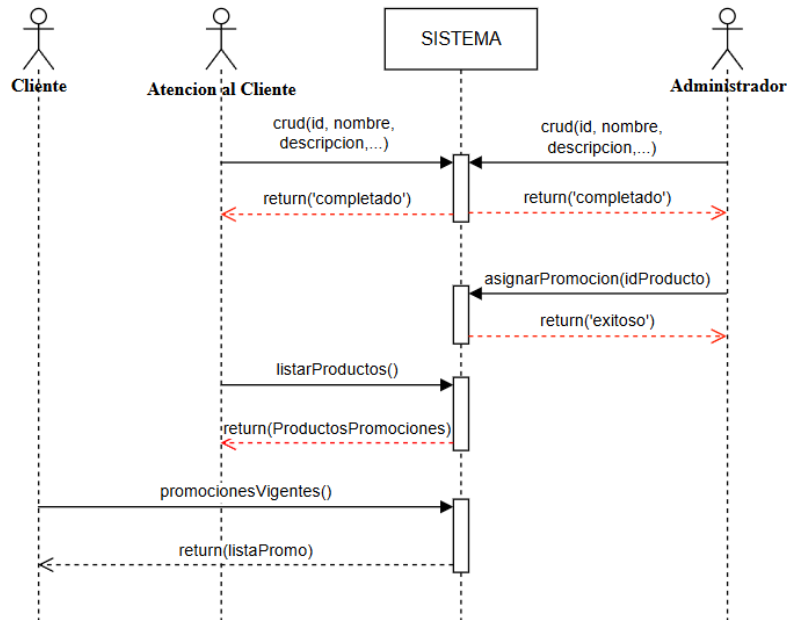 SISTEMA
Cliente
Atencion al Cliente
Administrador
crud(id, nombre,
descripcion,...)
crud(id, nombre,
descripcion,...)
return('completado')
return('completado')
asignarPromocion(idProducto)
return('exitoso')
listarProductos()
return(ProductosPromociones)
promocionesVigentes()
return(listaPromo)